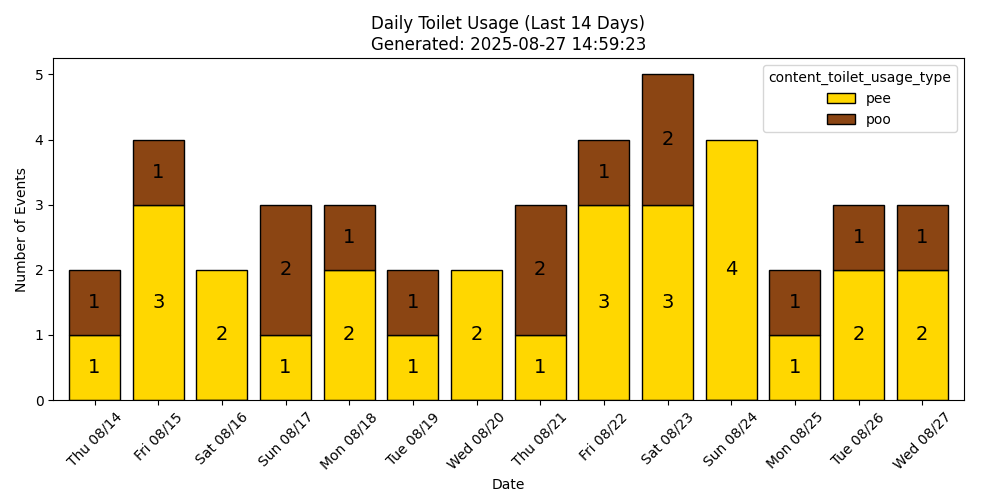 Daily Toilet Usage (Last 14 Days)
Generated: 2025-08-27 14:59:23
content_toilet_usage_type
pee
poo
Number of Events
5
4
3
2
1
0
1
1
1
3
2
2
1
1
2
1
1
2
2
1
1
3
2
3
4
1
1
1
2
1
2
Thu 08/14
Fri 08/15
Sat 08/16
Sun 08/17
Mon 08/18
Tue 08/19
Wed 08/20
Thu 08/21
Fri 08/22
Sat 08/23
Sun 08/24
Mon 08/25
Tue 08/26
Wed 08/27
Date